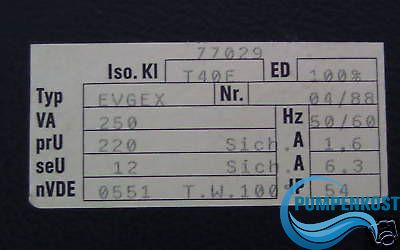 77029
Iso. Kl T40E ED 100%
Typ EVGEX Nr. 04/88
VA 250 Hz 50/60
prU 220 Sich. A 1.6
seU 12 Sich. A 6.3
nVDE 0551 T.W.100 54
PUMPENKOST